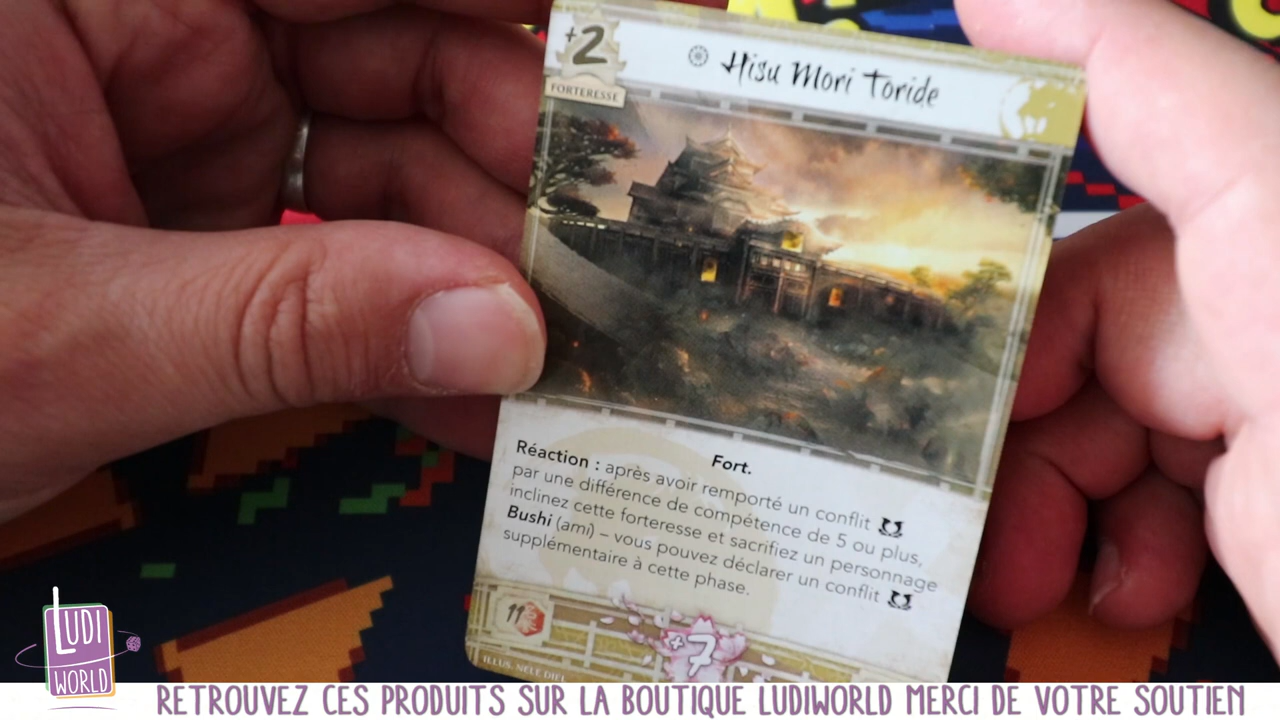 +2
FORTERESSE
Hisu Mori Toride
Fort.
Réaction : après avoir remporté un conflit
par une différence de compétence de 5 ou plus,
inclinez cette forteresse et sacrifiez un personnage
Bushi (ami) – vous pouvez déclarer un conflit
supplémentaire à cette phase.
11
+7
ILLUS. NELE DIEL
LUDI
WORLD
RETROUVEZ CES PRODUITS SUR LA BOUTIQUE LUDIWORLD MERCI DE VOTRE SOUTIEN